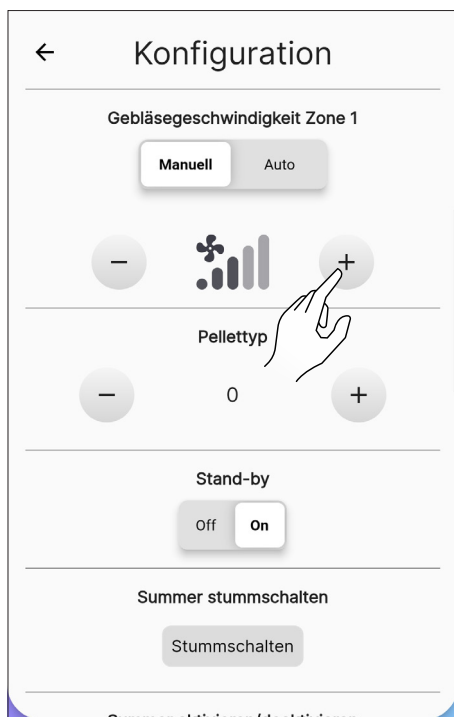 Konfiguration
Gebläsegeschwindigkeit Zone 1
Manuell Auto
Pellettyp
0
Stand-by
Off On
Summer stummschalten
Stummschalten